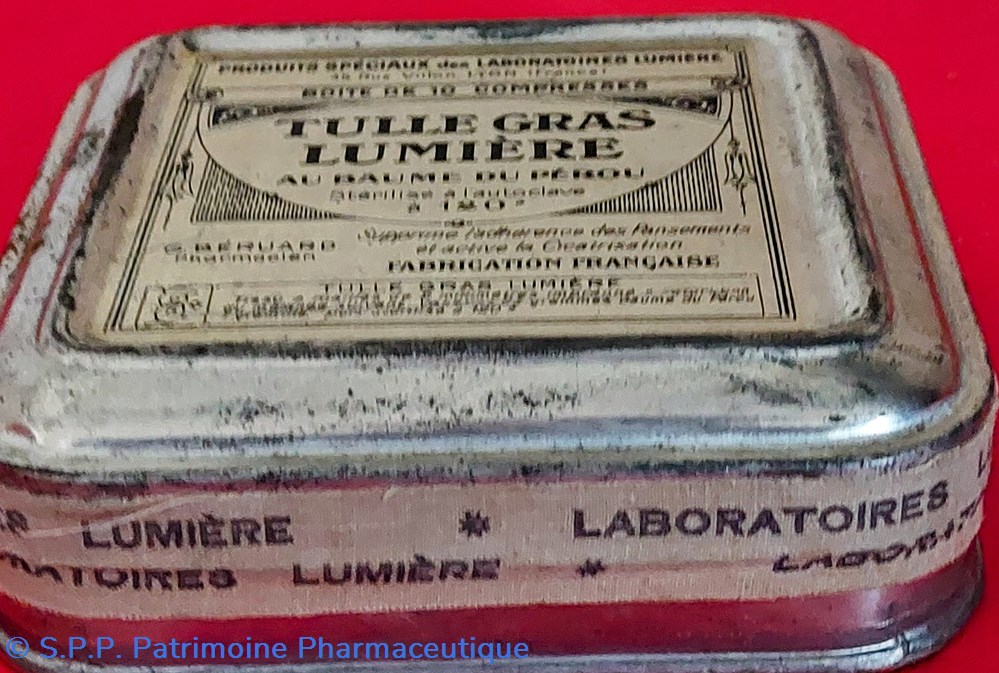 PRODUITS SPÉCIAUX des LABORATOIRES LUMIÈRE
LYON (France)
BOITE DE 10 COMPRESSES
TULLE GRAS
LUMIÈRE
AU BAUME DU PÉROU
Stérilisé à l'autoclave
à 120°
G. BÉRUARD
Pharmacien
Supprime l'adhérence des Pansements
et active la Cicatrisation
FABRICATION FRANÇAISE
TULLE GRAS LUMIÈRE
LUMIÈRE * LABORATOIRES
LUMIÈRE *
© S.P.P. Patrimoine Pharmaceutique